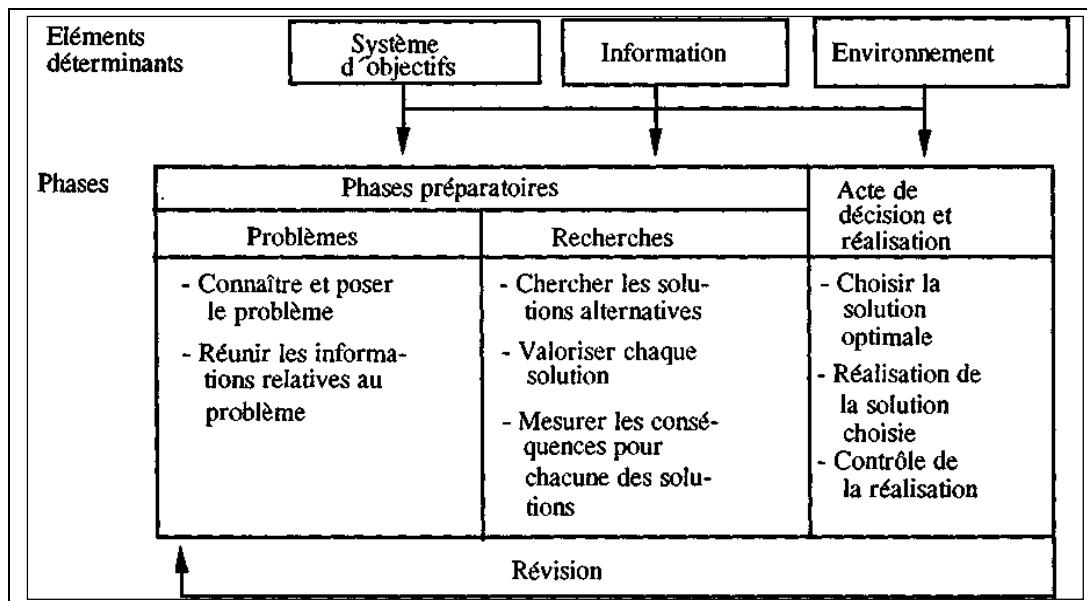 Eléments
déterminants
Système
d´objectifs
Information
Environnement
Phases
Phases préparatoires
Acte de
décision et
réalisation
Problèmes
Recherches
- Connaître et poser
le problème
- Réunir les informa-
tions relatives au
problème
- Chercher les solu-
tions alternatives
- Valoriser chaque
solution
- Mesurer les consé-
quences pour
chacune des solu-
tions
- Choisir la
solution
optimale
- Réalisation de
la solution
choisie
- Contrôle de
la réalisation
Révision